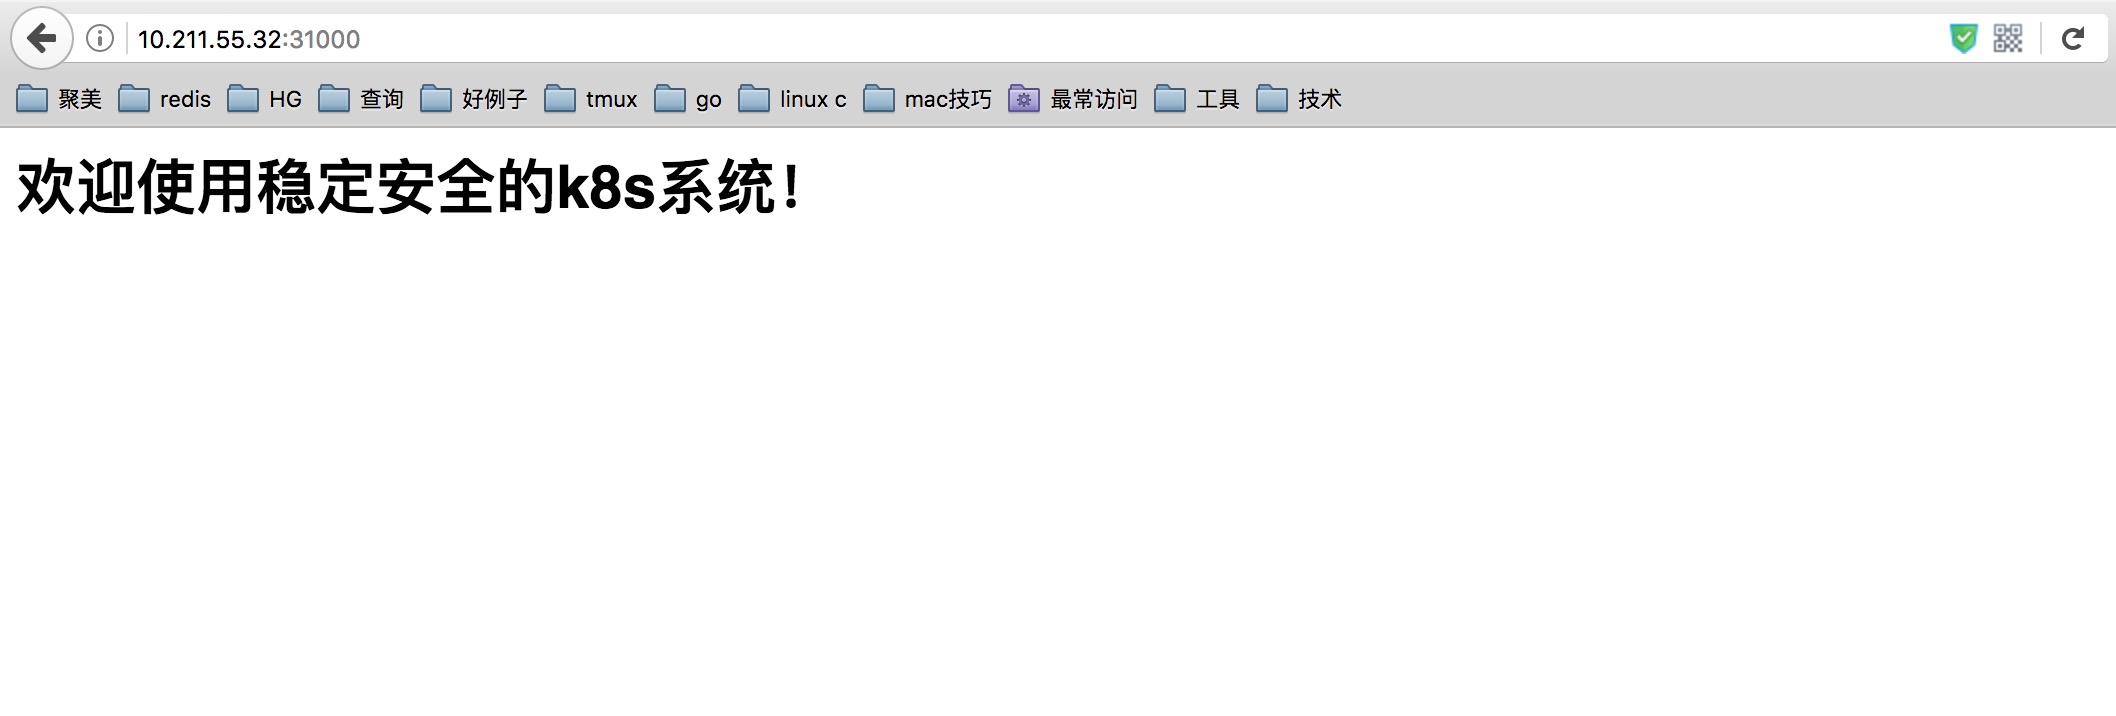 10.211.55.32:31000
聚美 redis HG 查询 好例子 tmux go linux c mac技巧 最常访问 工具 技术
欢迎使用稳定安全的k8s系统！